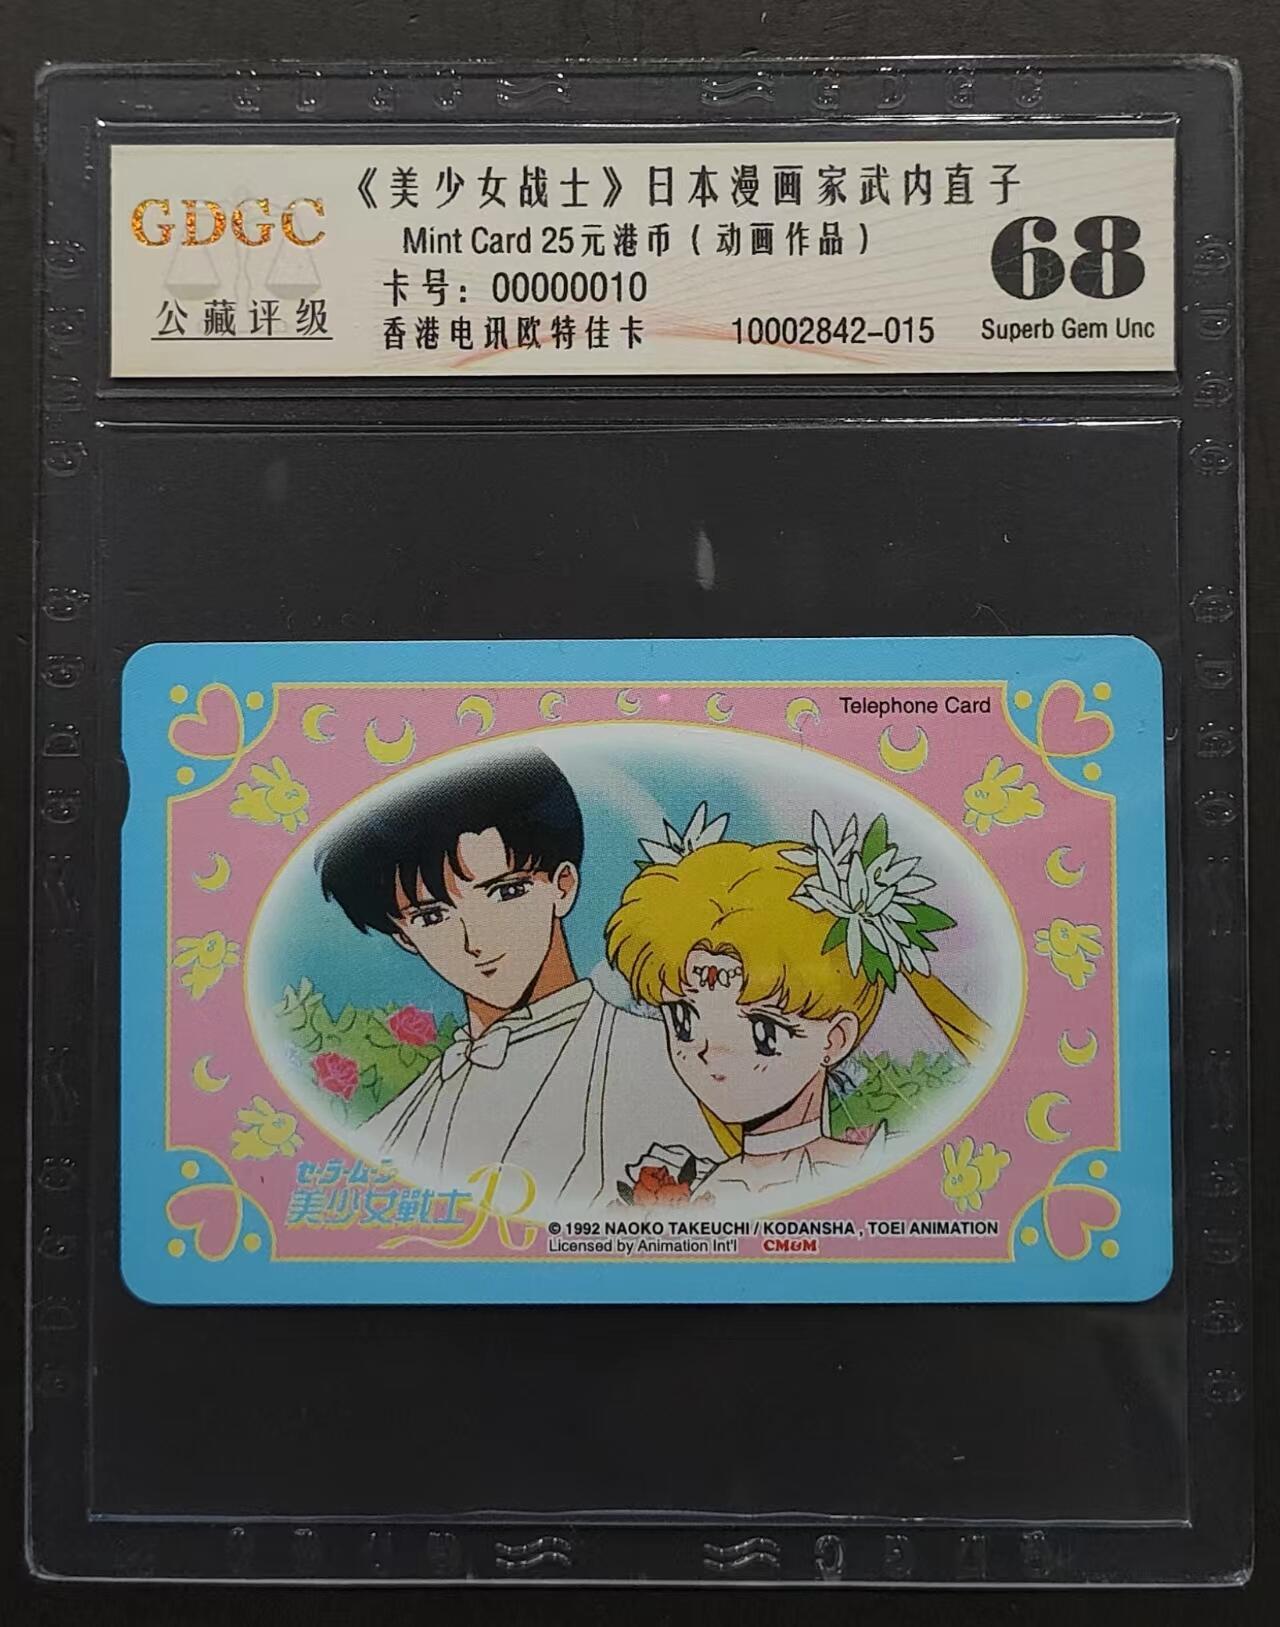 《美少女战士》日本漫画家武内直子
GDGC
Mint Card 25元港币（动画作品）
68
卡号：00000010
公藏评级
香港电讯欧特佳卡
10002842-015
Superb Gem Unc
Telephone Card
セーラームーン
美少女戰士R
© 1992 NAOKO TAKEUCHI / KODANSHA , TOEI ANIMATION
Licensed by Animation Int'l CM&M